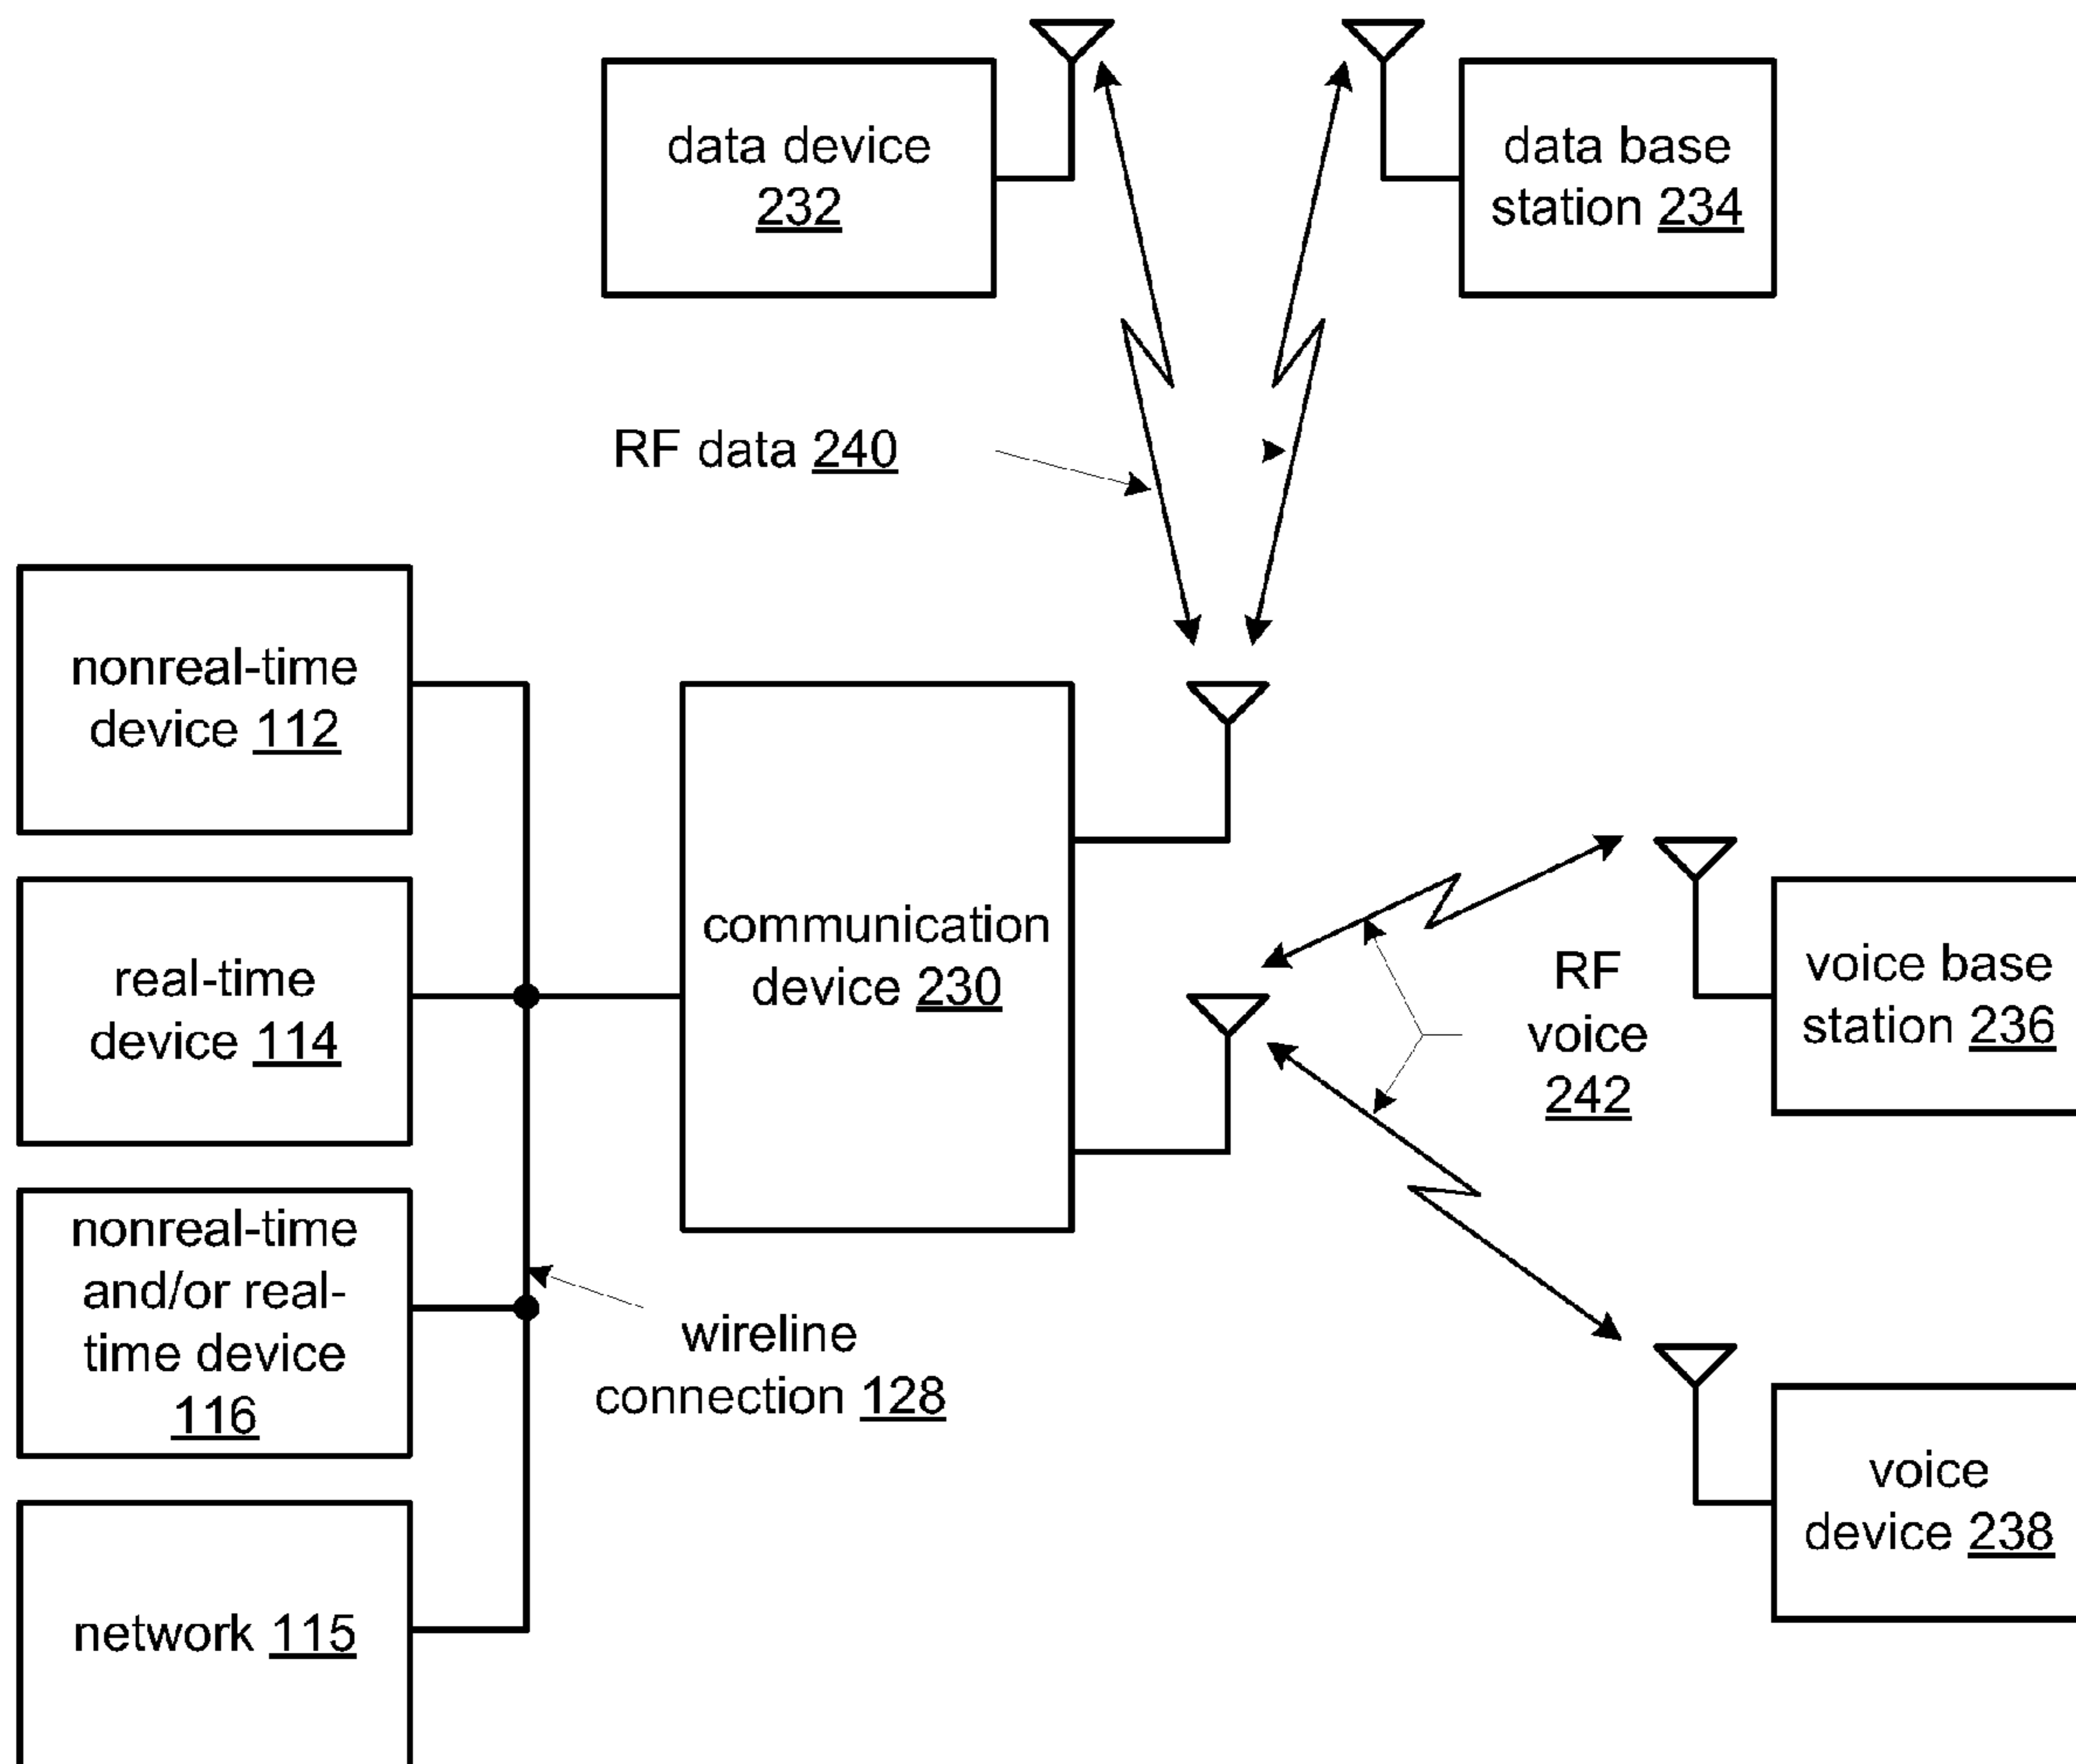 data device
232
data base
station 234
RF data 240
nonreal-time
device 112
real-time
device 114
nonreal-time
and/or real-
time device
116
network 115
communication
device 230
wireline
connection 128
RF
voice
242
voice base
station 236
voice
device 238